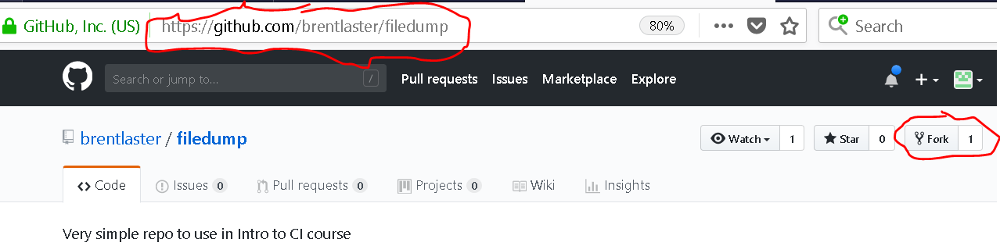 GitHub, Inc. (US) https://github.com/brentlaster/filedump 80% Search
Search or jump to... / Pull requests Issues Marketplace Explore
brentlaster / filedump Watch 1 Star 0 Fork 1
Code Issues 0 Pull requests 0 Projects 0 Wiki Insights
Very simple repo to use in Intro to CI course